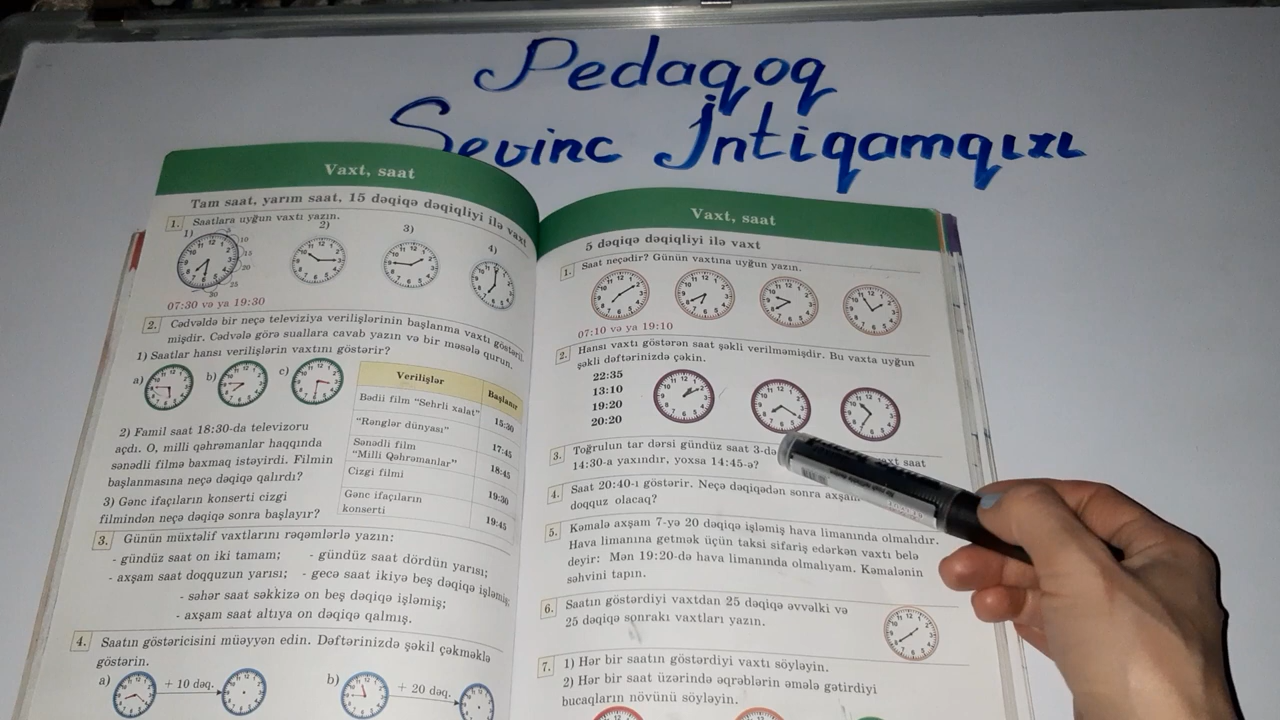 Pedaqoq
Sevinc İntiqamqızı
Vaxt, saat
Tam saat, yarım saat, 15 dəqiqə dəqiqliyi ilə vaxt
1. Saatlara uyğun vaxtı yazın.
1) 2) 3) 4)
10
15
20
25
30
07:30 və ya 19:30
2. Cədvəldə bir neçə televiziya verilişlərinin başlanma vaxtı
mişdir. Cədvələ görə suallara cavab yazın və bir məsələ qurun.
1) Saatlar hansı verilişlərin vaxtını göstərir?
a) b) c)
Verilişlər Başlanır
Bədii film “Sehrli xalat” 15:30
“Rənglər dünyası” 17:45
Sənədli film
“Milli Qəhrəmanlar” 18:45
Cizgi filmi 19:30
Gənc ifaçıların
konserti 19:45
2) Famil saat 18:30-da televizoru
açdı. O, milli qəhrəmanlar haqqında
sənədli filmə baxmaq istəyirdi. Filmin
başlanmasına neçə dəqiqə qalırdı?
3) Gənc ifaçıların konserti cizgi
filmindən neçə dəqiqə sonra başlayır?
3. Günün müxtəlif vaxtlarını rəqəmlərlə yazın:
- gündüz saat on iki tamam; - gündüz saat dördün yarısı;
- axşam saat doqquzun yarısı; - gecə saat ikiyə beş dəqiqə işləmiş;
- səhər saat səkkizə on beş dəqiqə işləmiş;
- axşam saat altıya on dəqiqə qalmış.
4. Saatın göstəricisini müəyyən edin. Dəftərinizdə şəkil çəkməklə
göstərin.
a) + 10 dəq. b) + 20 dəq.
Vaxt, saat
5 dəqiqə dəqiqliyi ilə vaxt
1. Saat neçədir? Günün vaxtına uyğun yazın.
07:10 və ya 19:10
2. Hansı vaxtı göstərən saat şəkli verilməmişdir. Bu vaxta uyğun
şəkli dəftərinizdə çəkin.
22:35
13:10
19:20
20:20
3. Toğrulun tar dərsi gündüz saat 3-də saat
14:30-a yaxındır, yoxsa 14:45-ə?
4. Saat 20:40-ı göstərir. Neçə dəqiqədən sonra axşam
doqquz olacaq?
5. Kəmalə axşam 7-yə 20 dəqiqə işləmiş hava limanında olmalıdır.
Hava limanına getmək üçün taksi sifariş edərkən vaxtı belə
deyir: Mən 19:20-də hava limanında olmalıyam. Kəmalənin
səhvini tapın.
6. Saatın göstərdiyi vaxtdan 25 dəqiqə əvvəlki və
25 dəqiqə sonrakı vaxtları yazın.
7. 1) Hər bir saatın göstərdiyi vaxtı söyləyin.
2) Hər bir saat üzərində əqrəblərin əmələ gətirdiyi
bucaqların növünü söyləyin.